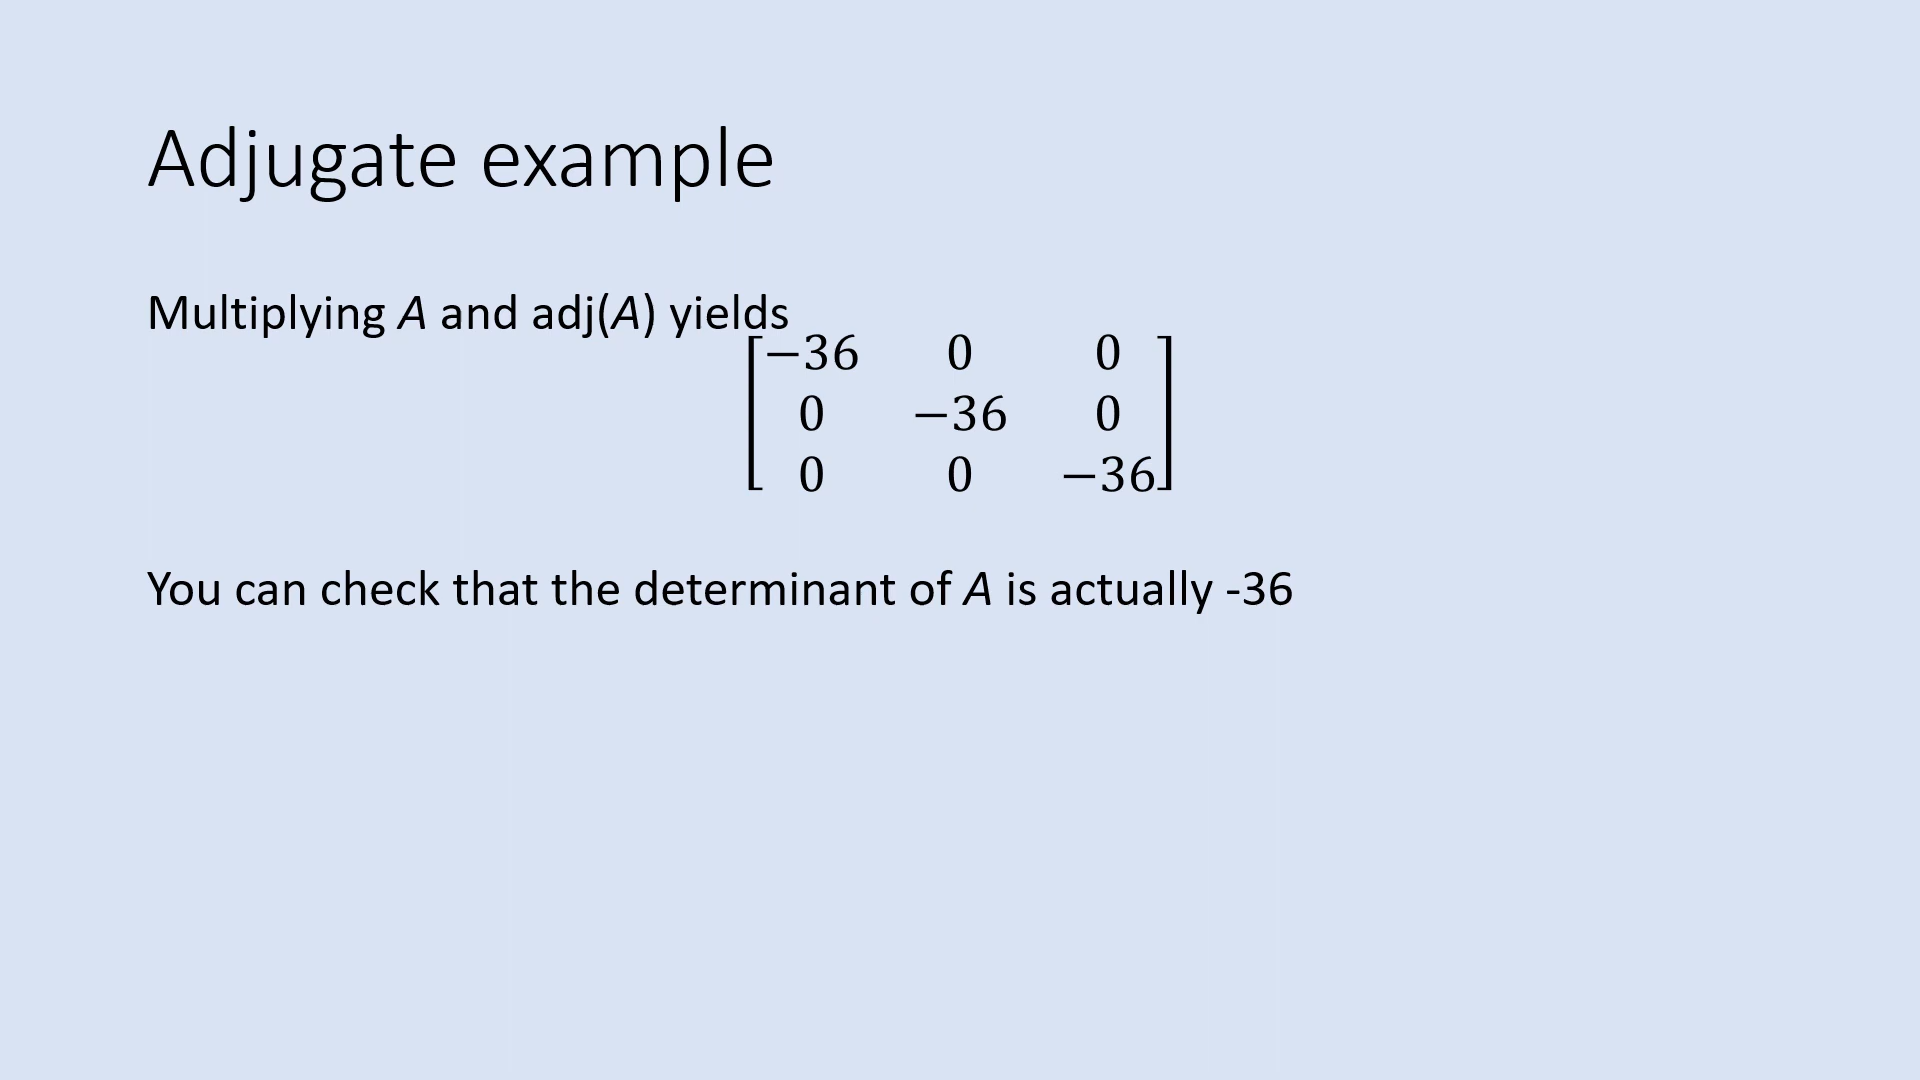 Adjugate example
Multiplying A and adj(A) yields
−36 0 0
0 −36 0
0 0 −36
You can check that the determinant of A is actually -36